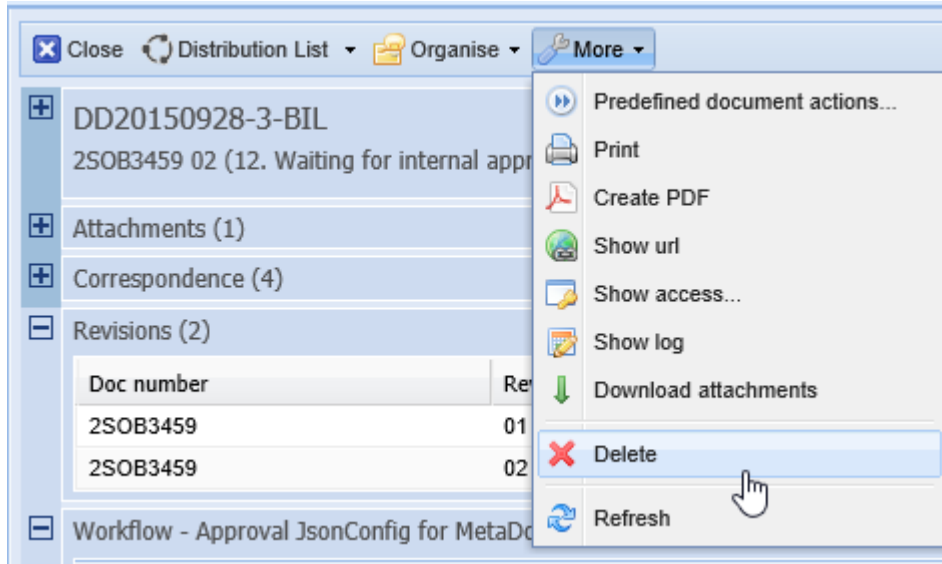 Close Distribution List Organise More
DD20150928-3-BIL
2SOB3459 02 (12. Waiting for internal appr
Attachments (1)
Correspondence (4)
Revisions (2)
Doc number Re
2SOB3459 01
2SOB3459 02
Workflow - Approval JsonConfig for MetaDo
Predefined document actions...
Print
Create PDF
Show url
Show access...
Show log
Download attachments
Delete
Refresh